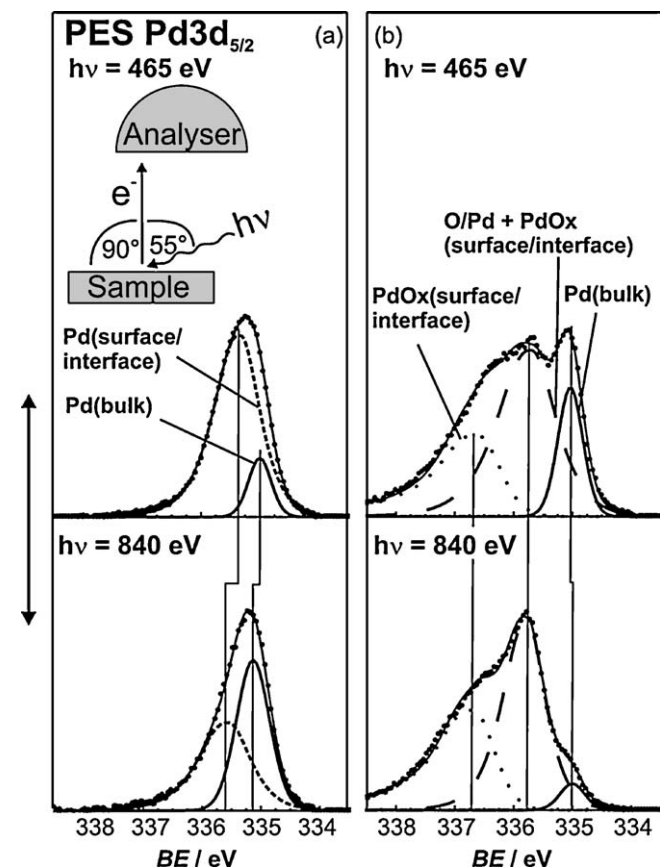 PES Pd3d5/2 (a)
hν = 465 eV
Analyser
e-
hν
90° 55°
Sample
Pd(surface/
interface)
Pd(bulk)
hν = 840 eV
338 337 336 335 334
BE / eV
(b)
hν = 465 eV
O/Pd + PdOx
(surface/interface)
PdOx(surface/
interface)
Pd(bulk)
hν = 840 eV
338 337 336 335 334
BE / eV